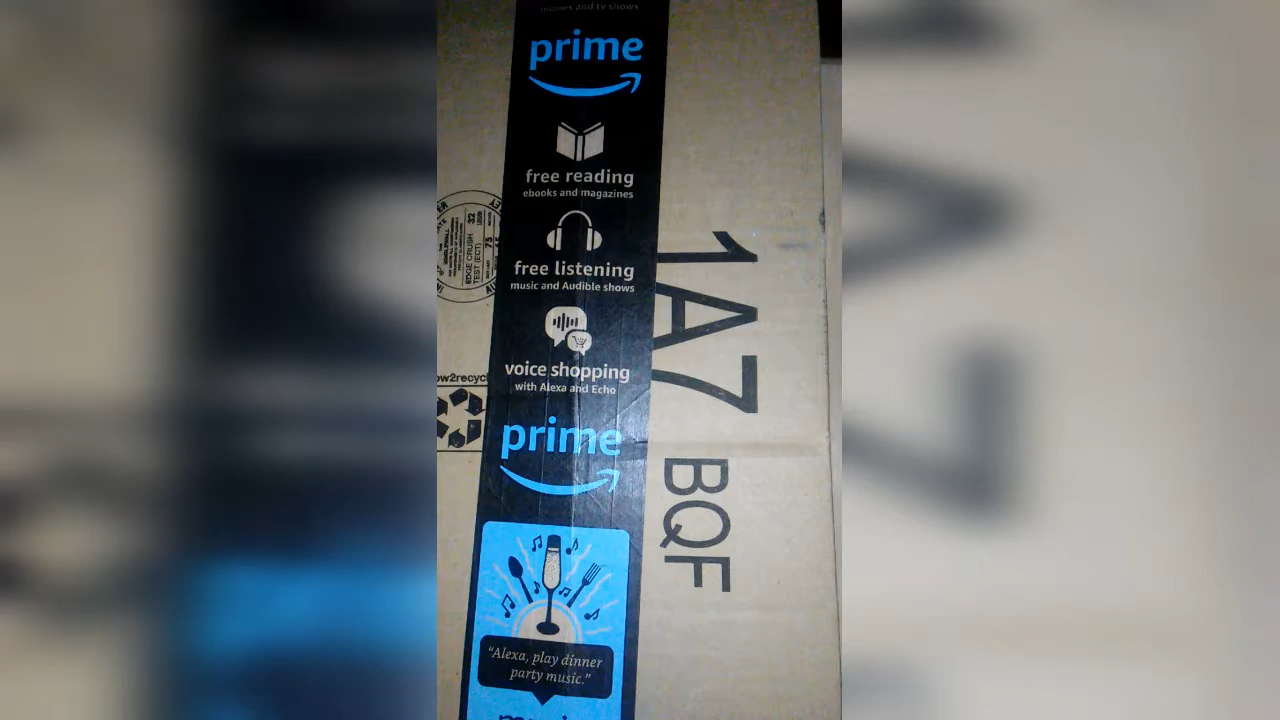 movies and tv shows
prime
free reading
ebooks and magazines
free listening
music and Audible shows
voice shopping
with Alexa and Echo
prime
"Alexa, play dinner
party music."
1A7 BQF
EDGE CRUSH
TEST (ECT)
32
75